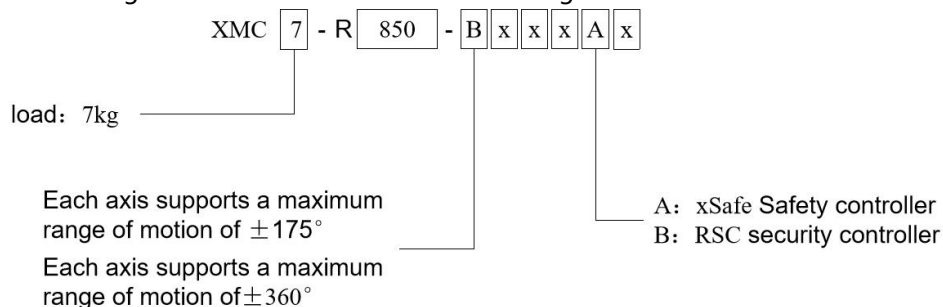 XMC 7 - R 850 - B x x x A x
load：7kg
Each axis supports a maximum
range of motion of ±175°
Each axis supports a maximum
range of motion of±360°
A：xSafe Safety controller
B：RSC security controller